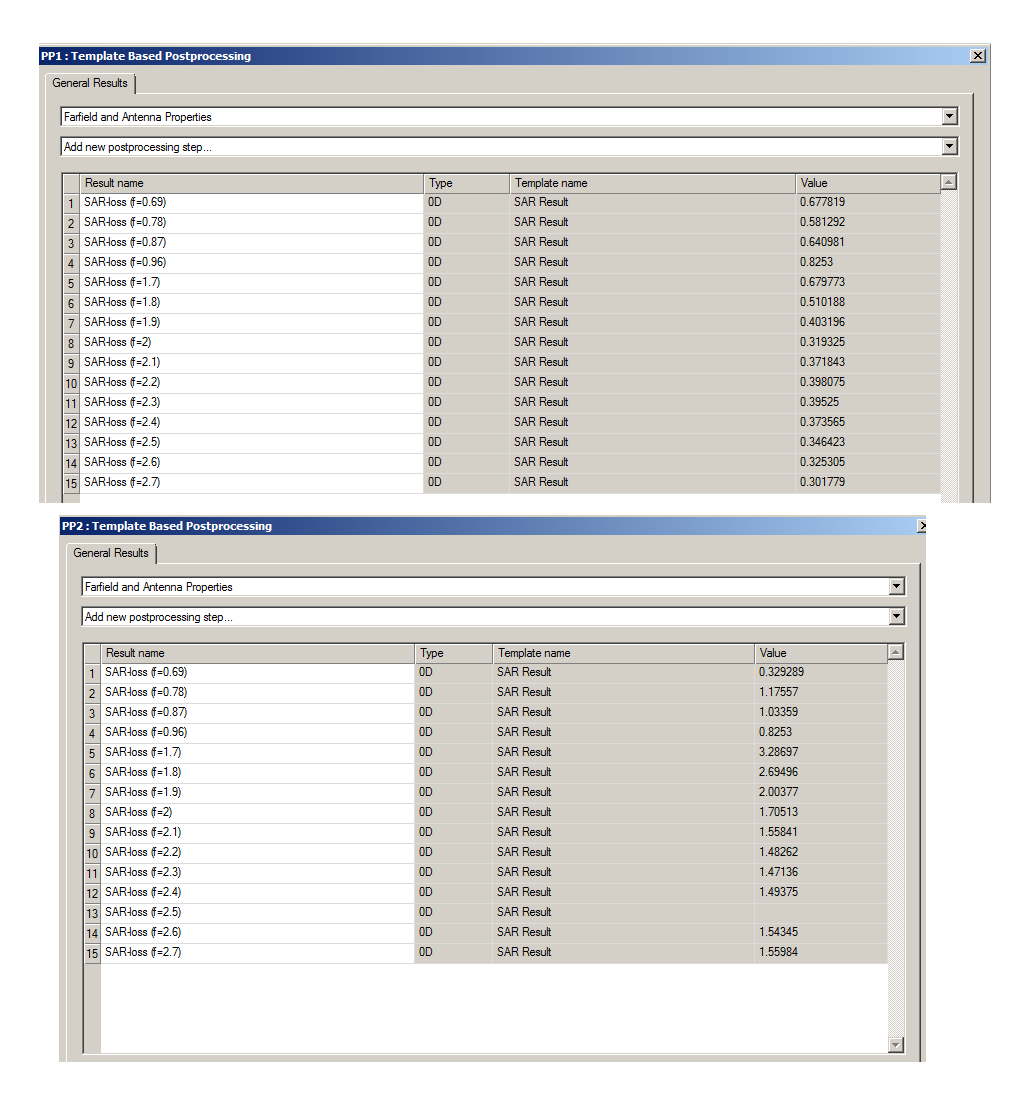 PP1 : Template Based Postprocessing
General Results
Farfield and Antenna Properties
Add new postprocessing step...
Result name Type Template name Value
1 SAR-loss (f=0.69) 0D SAR Result 0.677819
2 SAR-loss (f=0.78) 0D SAR Result 0.581292
3 SAR-loss (f=0.87) 0D SAR Result 0.640981
4 SAR-loss (f=0.96) 0D SAR Result 0.8253
5 SAR-loss (f=1.7) 0D SAR Result 0.679773
6 SAR-loss (f=1.8) 0D SAR Result 0.510188
7 SAR-loss (f=1.9) 0D SAR Result 0.403196
8 SAR-loss (f=2) 0D SAR Result 0.319325
9 SAR-loss (f=2.1) 0D SAR Result 0.371843
10 SAR-loss (f=2.2) 0D SAR Result 0.398075
11 SAR-loss (f=2.3) 0D SAR Result 0.39525
12 SAR-loss (f=2.4) 0D SAR Result 0.373565
13 SAR-loss (f=2.5) 0D SAR Result 0.346423
14 SAR-loss (f=2.6) 0D SAR Result 0.325305
15 SAR-loss (f=2.7) 0D SAR Result 0.301779
PP2 : Template Based Postprocessing
General Results
Farfield and Antenna Properties
Add new postprocessing step...
Result name Type Template name Value
1 SAR-loss (f=0.69) 0D SAR Result 0.329289
2 SAR-loss (f=0.78) 0D SAR Result 1.17557
3 SAR-loss (f=0.87) 0D SAR Result 1.03359
4 SAR-loss (f=0.96) 0D SAR Result 0.8253
5 SAR-loss (f=1.7) 0D SAR Result 3.28697
6 SAR-loss (f=1.8) 0D SAR Result 2.69496
7 SAR-loss (f=1.9) 0D SAR Result 2.00377
8 SAR-loss (f=2) 0D SAR Result 1.70513
9 SAR-loss (f=2.1) 0D SAR Result 1.55841
10 SAR-loss (f=2.2) 0D SAR Result 1.48262
11 SAR-loss (f=2.3) 0D SAR Result 1.47136
12 SAR-loss (f=2.4) 0D SAR Result 1.49375
13 SAR-loss (f=2.5) 0D SAR Result
14 SAR-loss (f=2.6) 0D SAR Result 1.54345
15 SAR-loss (f=2.7) 0D SAR Result 1.55984